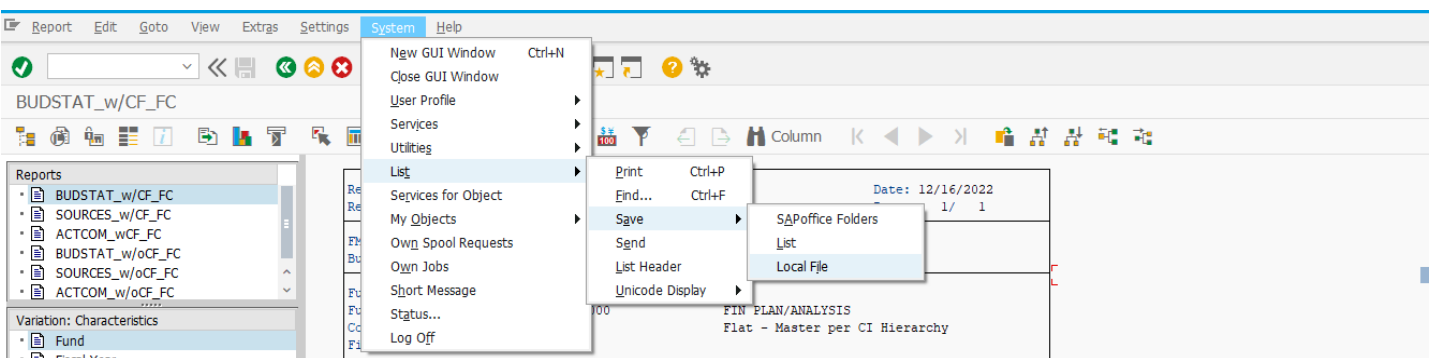 Report Edit Goto View Extras Settings System Help
BUDSTAT_w/CF_FC
Column
New GUI Window Ctrl+N
Close GUI Window
User Profile
Services
Utilities
List
Services for Object
My Objects
Own Spool Requests
Own Jobs
Short Message
Status...
Log Off
Print Ctrl+P
Find... Ctrl+F
Save
Send
List Header
Unicode Display
SAPoffice Folders
List
Local File
Reports
BUDSTAT_w/CF_FC
SOURCES_w/CF_FC
ACTCOM_wCF_FC
BUDSTAT_w/oCF_FC
SOURCES_w/oCF_FC
ACTCOM_w/oCF_FC
Variation: Characteristics
Fund
Fiscal Year
Date: 12/16/2022
1/ 1
FIN PLAN/ANALYSIS
Flat - Master per CI Hierarchy